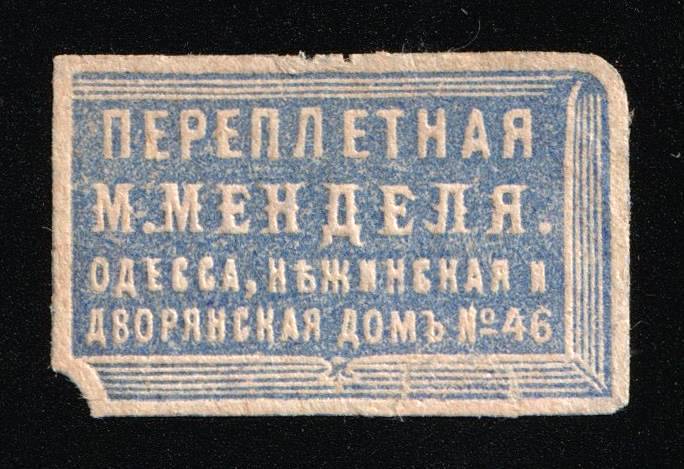 ПЕРЕПЛЕТНАЯ
М.МЕНДЕЛЯ.
ОДЕССА, НѢЖИНСКАЯ И
ДВОРЯНСКАЯ ДОМЪ №46